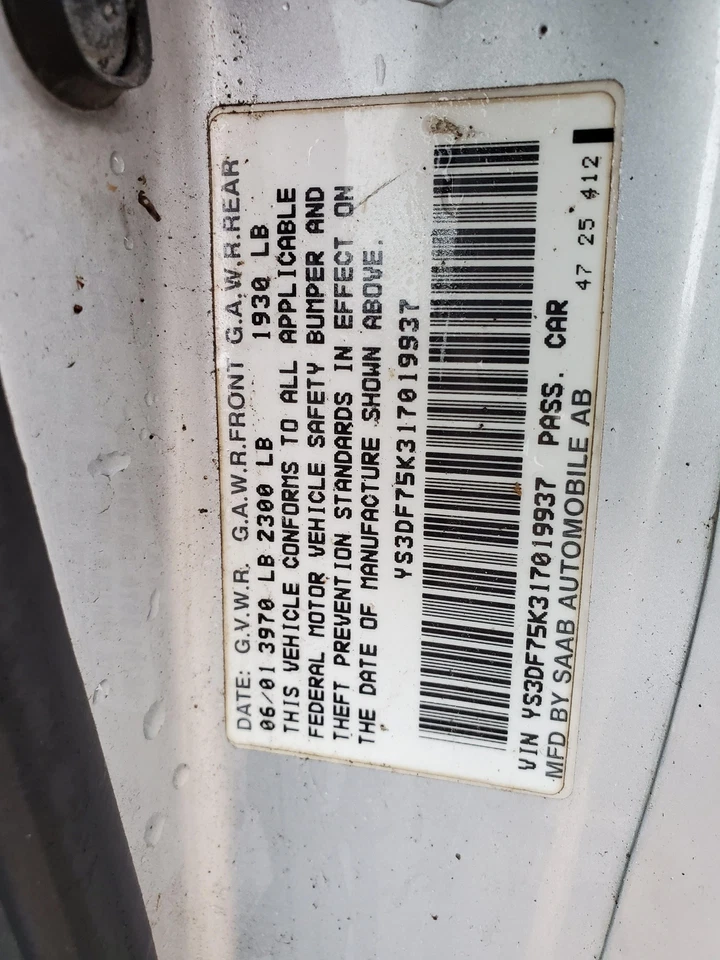 DATE: G.V.W.R. G.A.W.R.FRONT G.A.W.R.REAR
06/01 3970 LB 2300 LB 1930 LB
THIS VEHICLE CONFORMS TO ALL APPLICABLE
FEDERAL MOTOR VEHICLE SAFETY BUMPER AND
THEFT PREVENTION STANDARDS IN EFFECT ON
THE DATE OF MANUFACTURE SHOWN ABOVE.
YS3DF75K317019937
VIN YS3DF75K317019937 PASS. CAR
MFD BY SAAB AUTOMOBILE AB 47 25 412